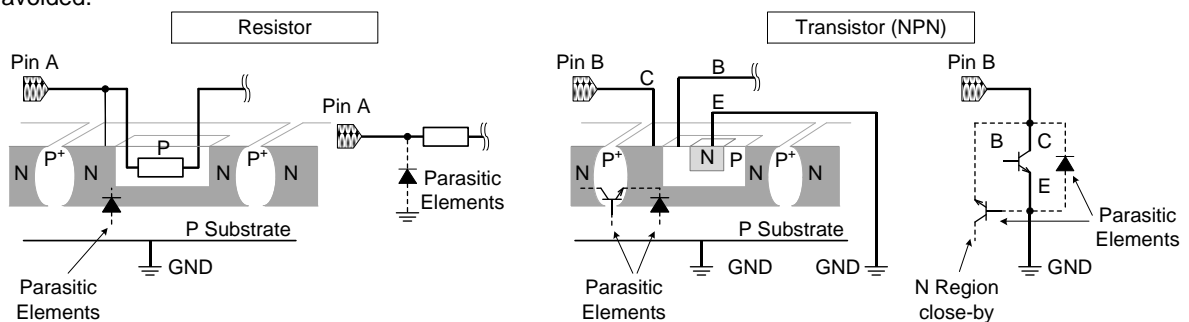 avoided.
Resistor
Transistor (NPN)
Pin A
Pin A
N
P+
N
P
N
P+
N
Parasitic
Elements
P Substrate
GND
Parasitic
Elements
Pin B
C
B
E
N
P+
N
N
P
N
P+
N
P Substrate
GND
GND
Parasitic
Elements
Pin B
B
C
E
Parasitic
Elements
GND
N Region
close-by